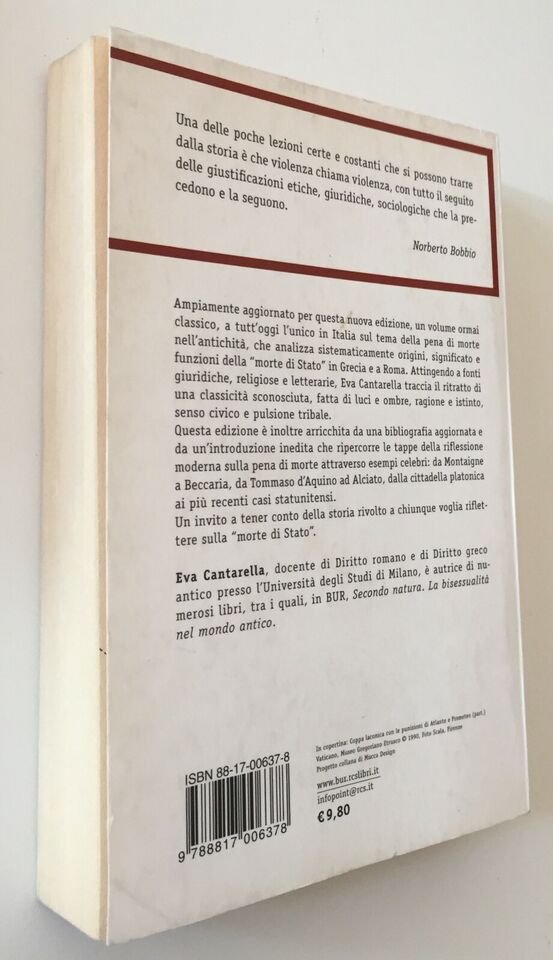 Una delle poche lezioni certe e costanti che si possono trarre
dalla storia è che violenza chiama violenza, con tutto il seguito
delle giustificazioni etiche, giuridiche, sociologiche che la pre-
cedono e la seguono.
Norberto Bobbio
Ampiamente aggiornato per questa nuova edizione, un volume ormai
classico, a tutt'oggi l'unico in Italia sul tema della pena di morte
nell'antichità, che analizza sistematicamente origini, significato e
funzioni della "morte di Stato" in Grecia e a Roma. Attingendo a fonti
giuridiche, religiose e letterarie, Eva Cantarella traccia il ritratto di
una classicità sconosciuta, fatta di luci e ombre, ragione e istinto,
senso civico e pulsione tribale.
Questa edizione è inoltre arricchita da una bibliografia aggiornata e
da un'introduzione inedita che ripercorre le tappe della riflessione
moderna sulla pena di morte attraverso esempi celebri: da Montaigne
a Beccaria, da Tommaso d'Aquino ad Alciato, dalla cittadella platonica
ai più recenti casi statunitensi.
Un invito a tener conto della storia rivolto a chiunque voglia riflet-
tere sulla "morte di Stato".
Eva Cantarella, docente di Diritto romano e di Diritto greco
antico presso l'Università degli Studi di Milano, è autrice di nu-
merosi libri, tra i quali, in BUR, Secondo natura. La bisessualità
nel mondo antico.
In copertina: Coppa laconica con le punizioni di Atlante e Prometeo (part.)
Vaticano, Museo Gregoriano Etrusco © 1990, Foto Scala, Firenze
Progetto collana di Mucca Design
www.bur.rcslibri.it
infopoint@rcs.it
€ 9,80
ISBN 88-17-00637-8
9 788817 006378